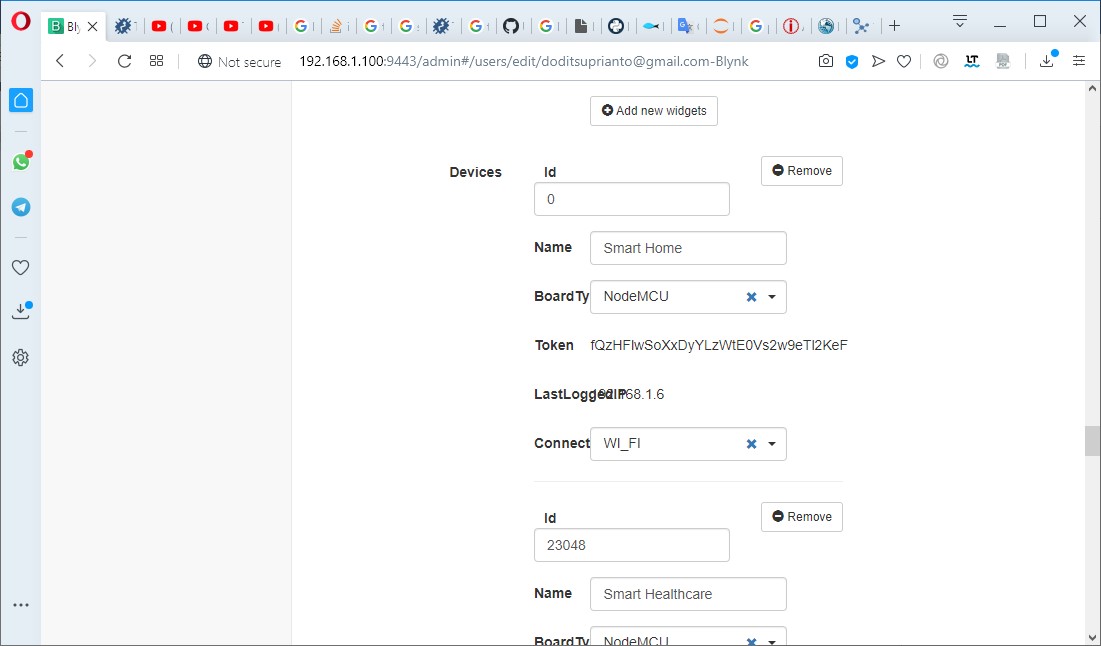 Bly
Not secure 192.168.1.100:9443/admin#/users/edit/doditsuprianto@gmail.com-Blynk
Add new widgets
Devices
Id
Remove
0
Name
Smart Home
BoardTy
NodeMCU
Token
fQzHFIwSoXxDyYLzWtE0Vs2w9eTI2KeF
LastLoggedIP
192.168.1.6
Connect
WI_FI
Id
Remove
23048
Name
Smart Healthcare
BoardTy
NodeMCU